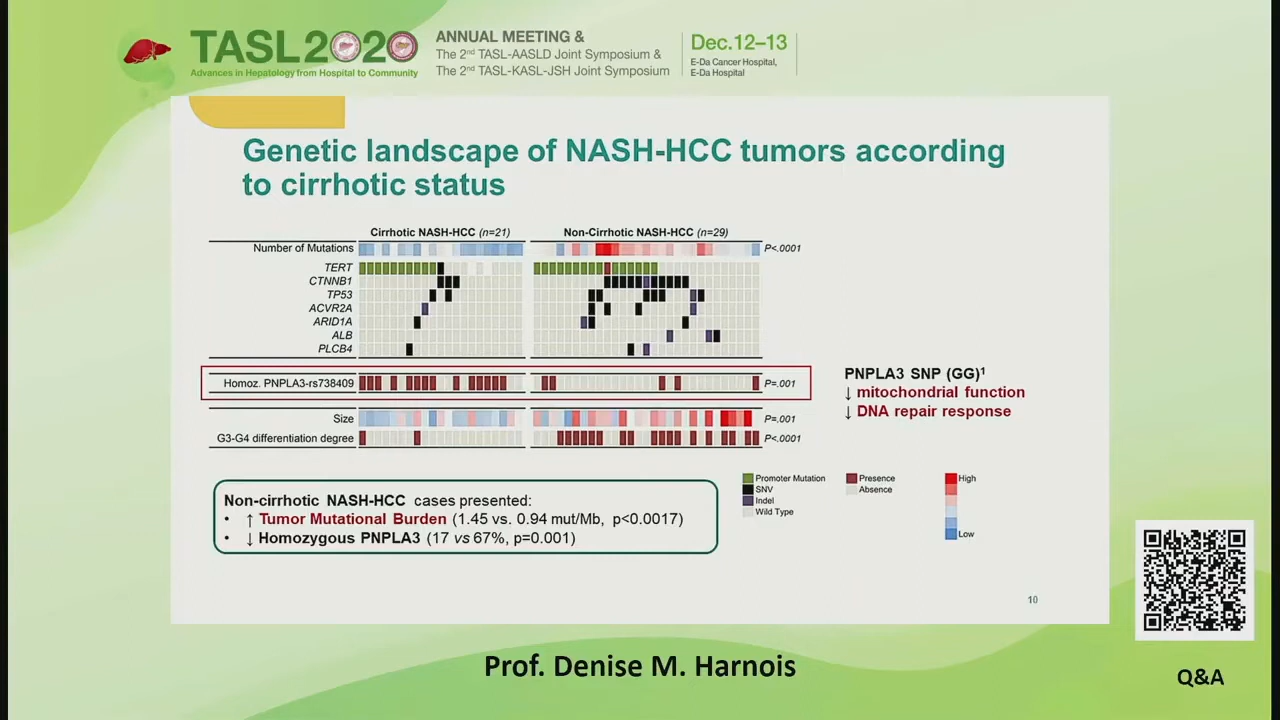 TASL2020
Advances in Hepatology from Hospital to Community
ANNUAL MEETING &
The 2nd TASL-AASLD Joint Symposium &
The 2nd TASL-KASL-JSH Joint Symposium
Dec.12–13
E-Da Cancer Hospital,
E-Da Hospital
Genetic landscape of NASH-HCC tumors according
to cirrhotic status
Cirrhotic NASH-HCC (n=21)
Non-Cirrhotic NASH-HCC (n=29)
Number of Mutations
P<.0001
TERT
CTNNB1
TP53
ACVR2A
ARID1A
ALB
PLCB4
Homoz. PNPLA3-rs738409
P=.001
Size
P=.001
G3-G4 differentiation degree
P<.0001
PNPLA3 SNP (GG)1
↓ mitochondrial function
↓ DNA repair response
Promoter Mutation
SNV
Indel
Wild Type
Presence
Absence
High
Low
Non-cirrhotic NASH-HCC cases presented:
• ↑ Tumor Mutational Burden (1.45 vs. 0.94 mut/Mb, p<0.0017)
• ↓ Homozygous PNPLA3 (17 vs 67%, p=0.001)
10
Prof. Denise M. Harnois
Q&A